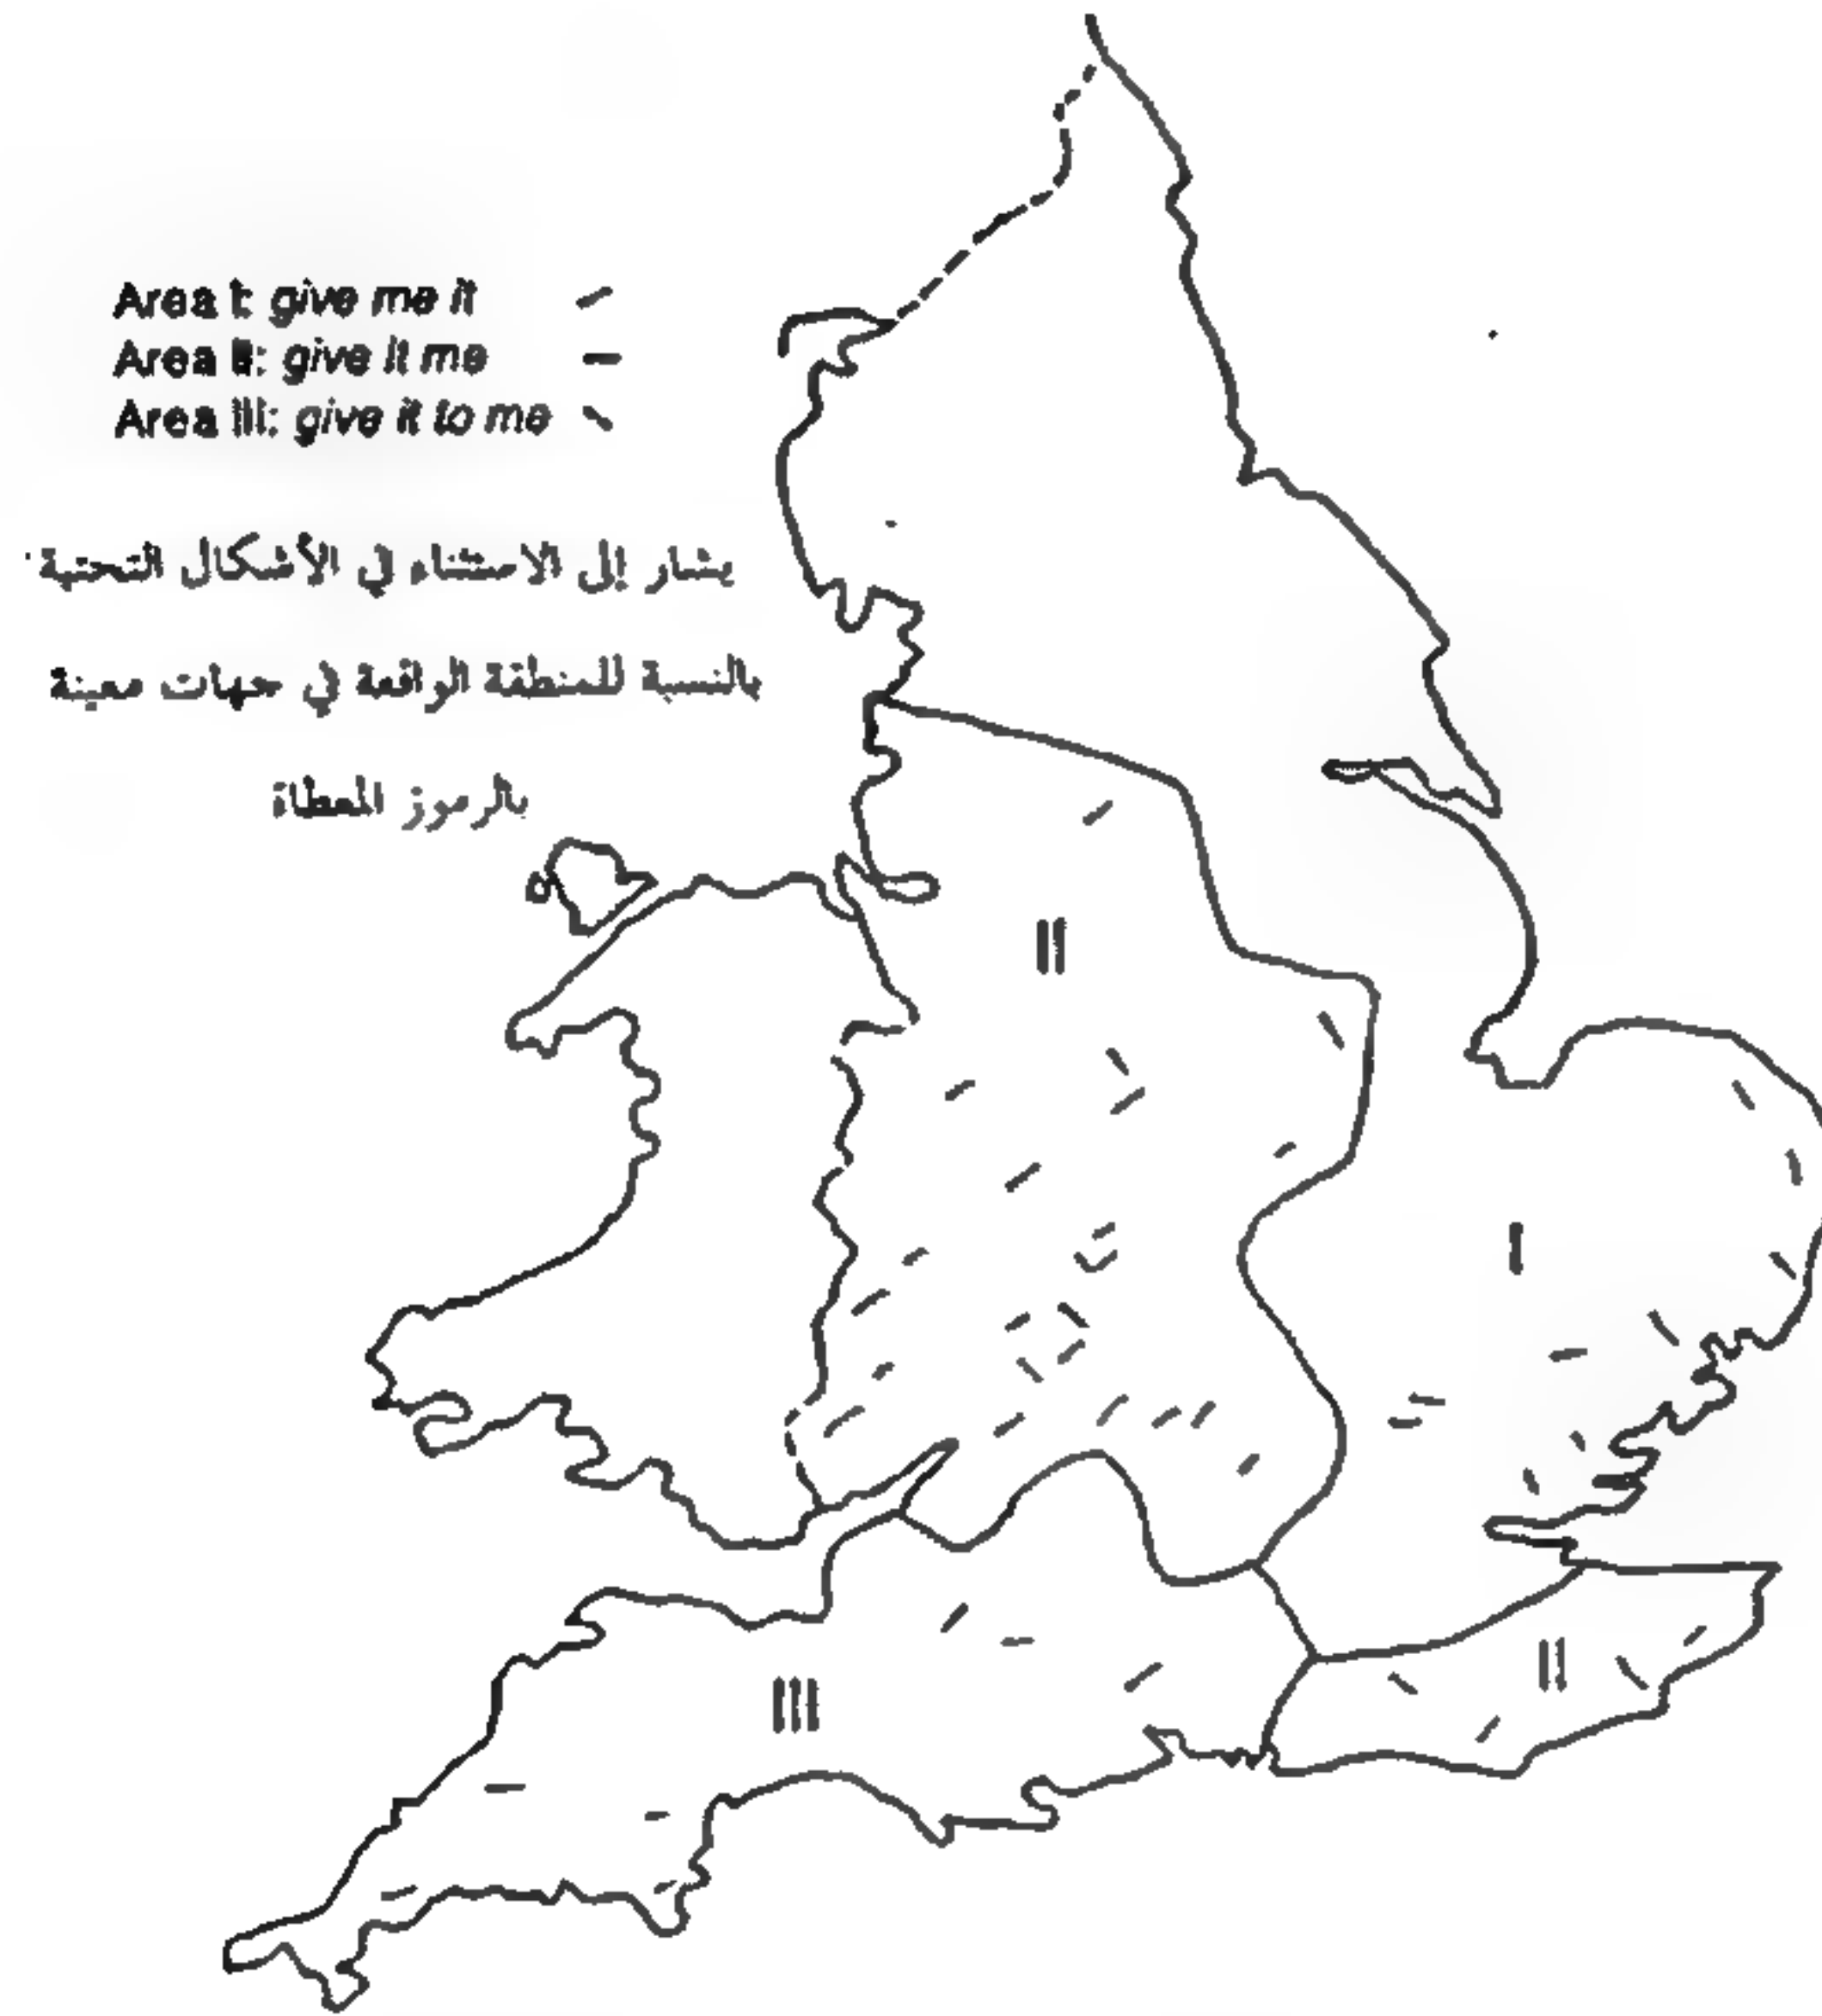 Area I: give me it
Area II: give it me
Area III: give it to me
يشار إلى الاستثناء في الأشكال التحتية
بالنسبة للمنطقة الواقعة في جهات معينة
بالرموز المعطاة
II
I
II
III